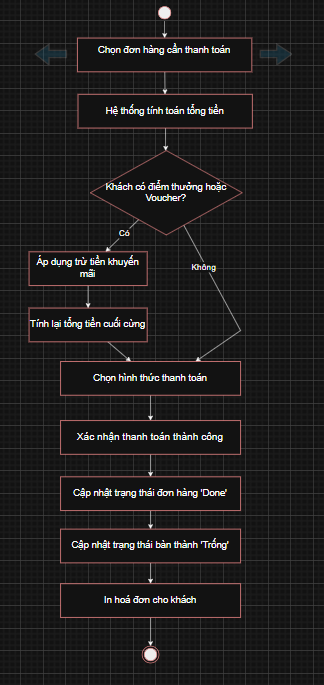 Chọn đơn hàng cần thanh toán
Hệ thống tính toán tổng tiền
Khách có điểm thưởng hoặc
Voucher?
Có
Không
Áp dụng trừ tiền khuyến
mãi
Tính lại tổng tiền cuối cùng
Chọn hình thức thanh toán
Xác nhận thanh toán thành công
Cập nhật trạng thái đơn hàng 'Done'
Cập nhật trạng thái bàn thành 'Trống'
In hoá đơn cho khách